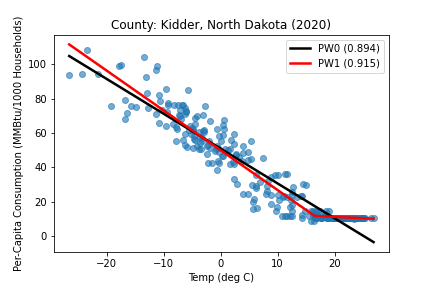 County: Kidder, North Dakota (2020)
PW0 (0.894)
PW1 (0.915)
Per-Capita Consumption (MMBtu/1000 Households)
100
80
60
40
20
0
−20
−10
0
10
20
Temp (deg C)